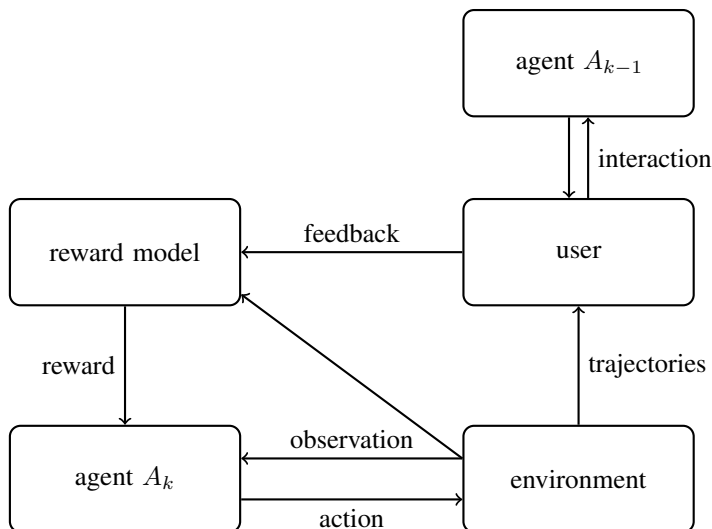 agent $A_{k-1}$
interaction
reward model
feedback
user
reward
trajectories
agent $A_k$
observation
environment
action